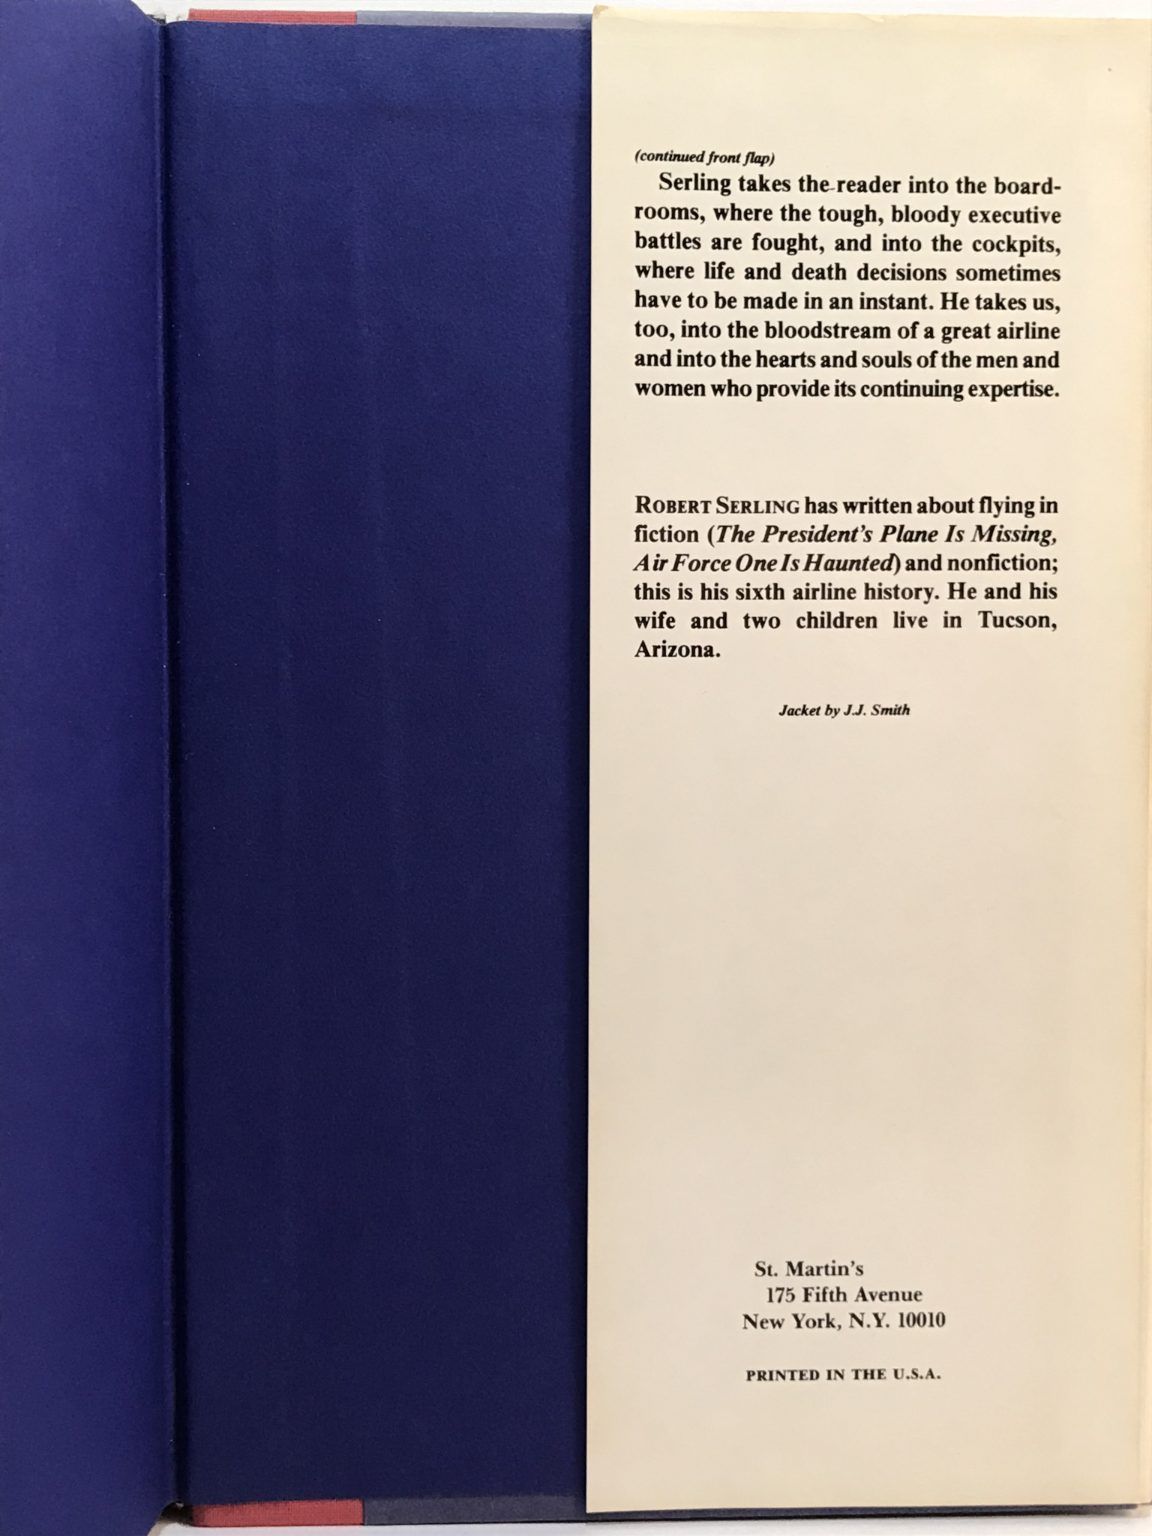 (continued front flap)
Serling takes the reader into the board-
rooms, where the tough, bloody executive
battles are fought, and into the cockpits,
where life and death decisions sometimes
have to be made in an instant. He takes us,
too, into the bloodstream of a great airline
and into the hearts and souls of the men and
women who provide its continuing expertise.
ROBERT SERLING has written about flying in
fiction (The President's Plane Is Missing,
Air Force One Is Haunted) and nonfiction;
this is his sixth airline history. He and his
wife and two children live in Tucson,
Arizona.
Jacket by J.J. Smith
St. Martin's
175 Fifth Avenue
New York, N.Y. 10010
PRINTED IN THE U.S.A.